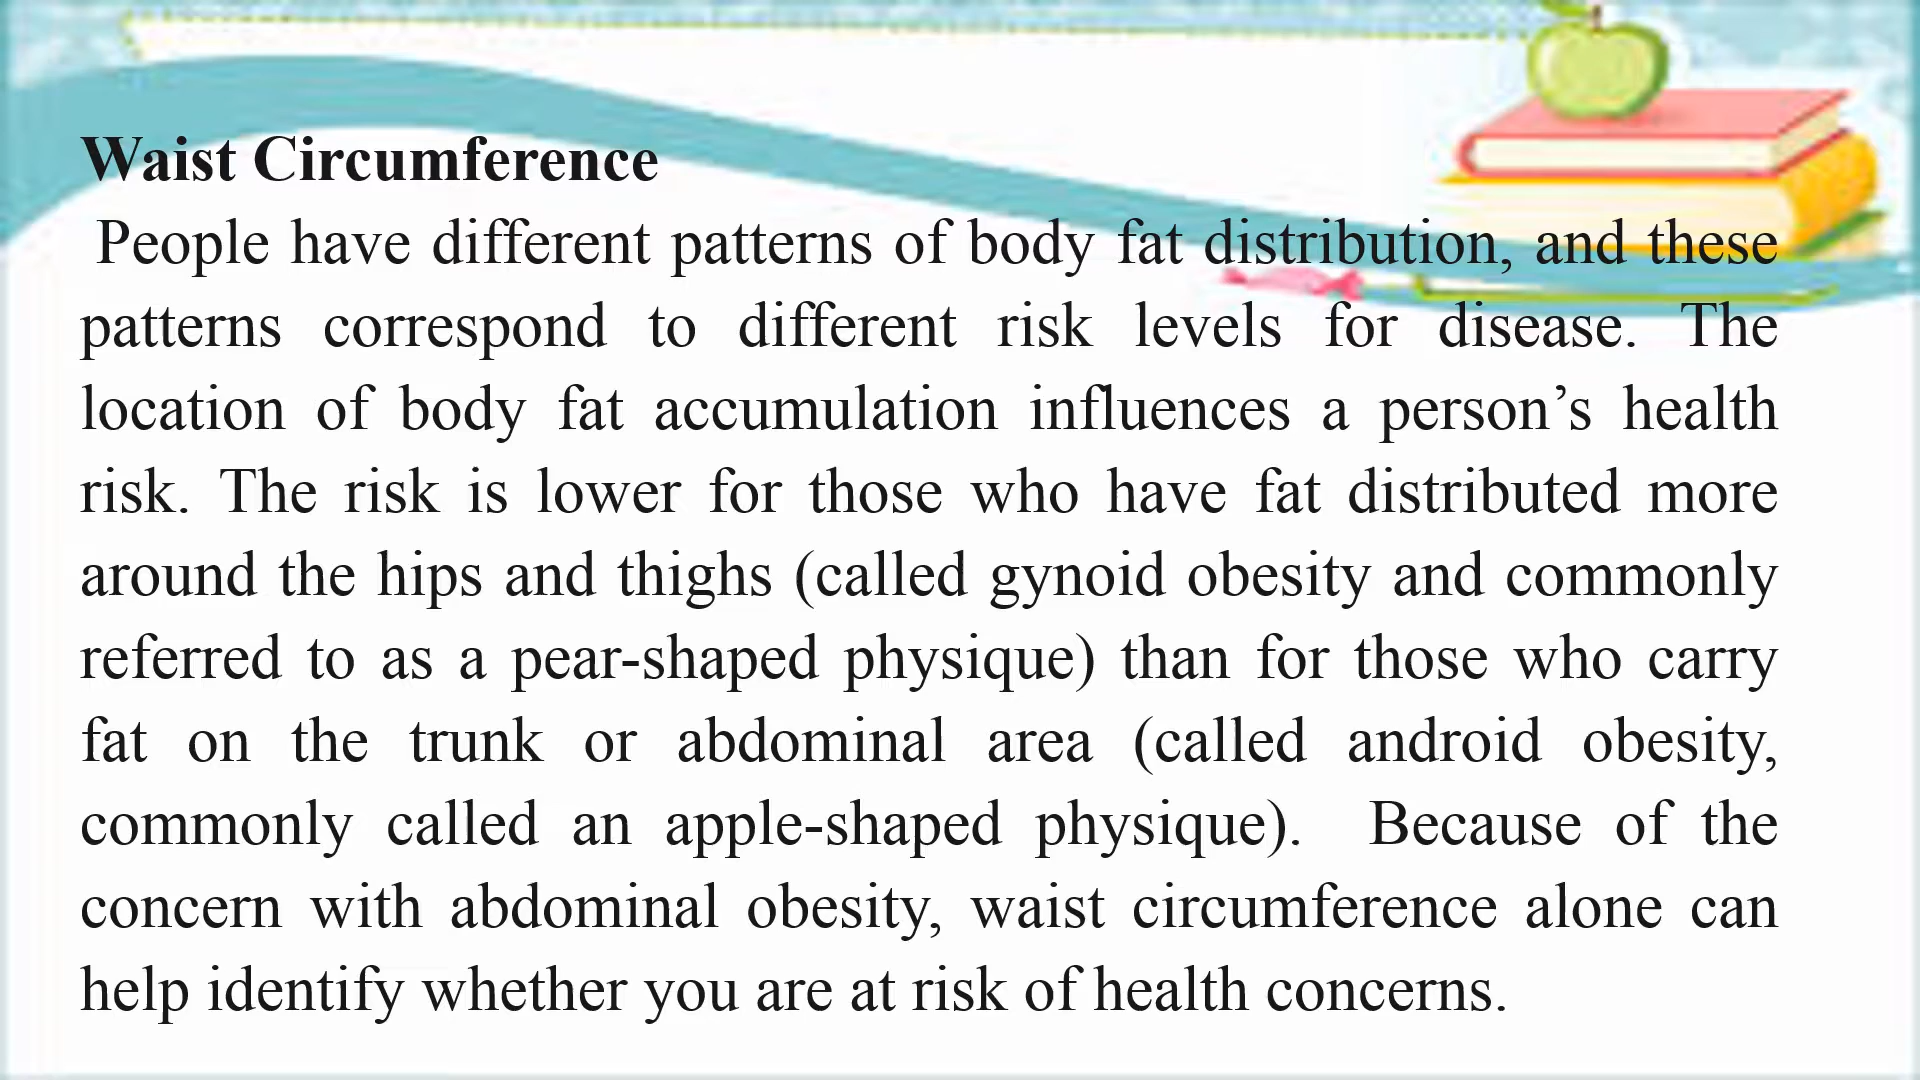 Waist Circumference
People have different patterns of body fat distribution, and these
patterns correspond to different risk levels for disease. The
location of body fat accumulation influences a person’s health
risk. The risk is lower for those who have fat distributed more
around the hips and thighs (called gynoid obesity and commonly
referred to as a pear-shaped physique) than for those who carry
fat on the trunk or abdominal area (called android obesity,
commonly called an apple-shaped physique).  Because of the
concern with abdominal obesity, waist circumference alone can
help identify whether you are at risk of health concerns.